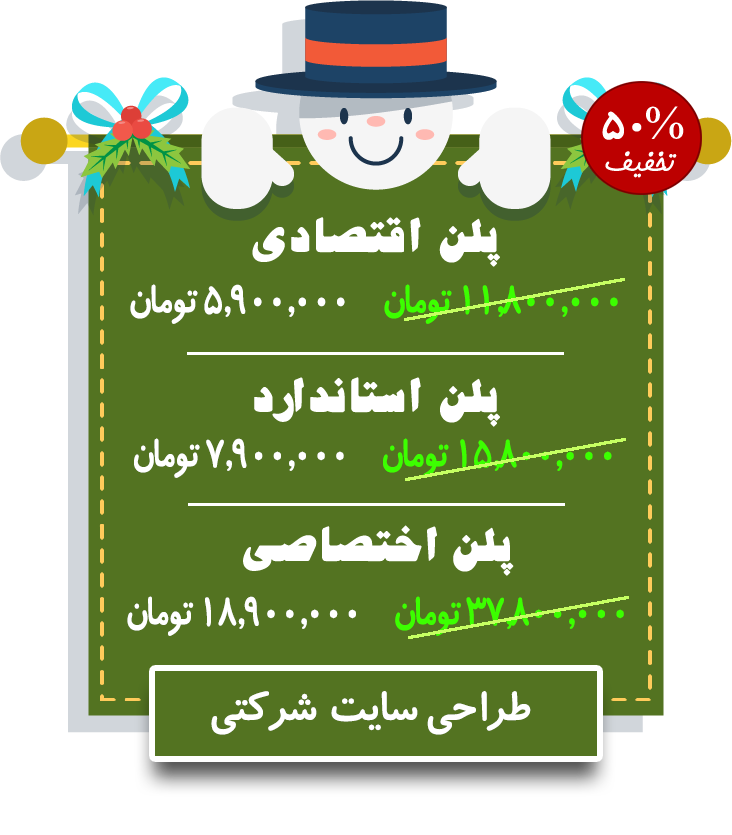 ۵۰%
تخفیف
پلن اقتصادی
۱۱,۸۰۰,۰۰۰ تومان ۵,۹۰۰,۰۰۰ تومان
پلن استاندارد
۱۵,۸۰۰,۰۰۰ تومان ۷,۹۰۰,۰۰۰ تومان
پلن اختصاصی
۳۷,۸۰۰,۰۰۰ تومان ۱۸,۹۰۰,۰۰۰ تومان
طراحی سایت شرکتی